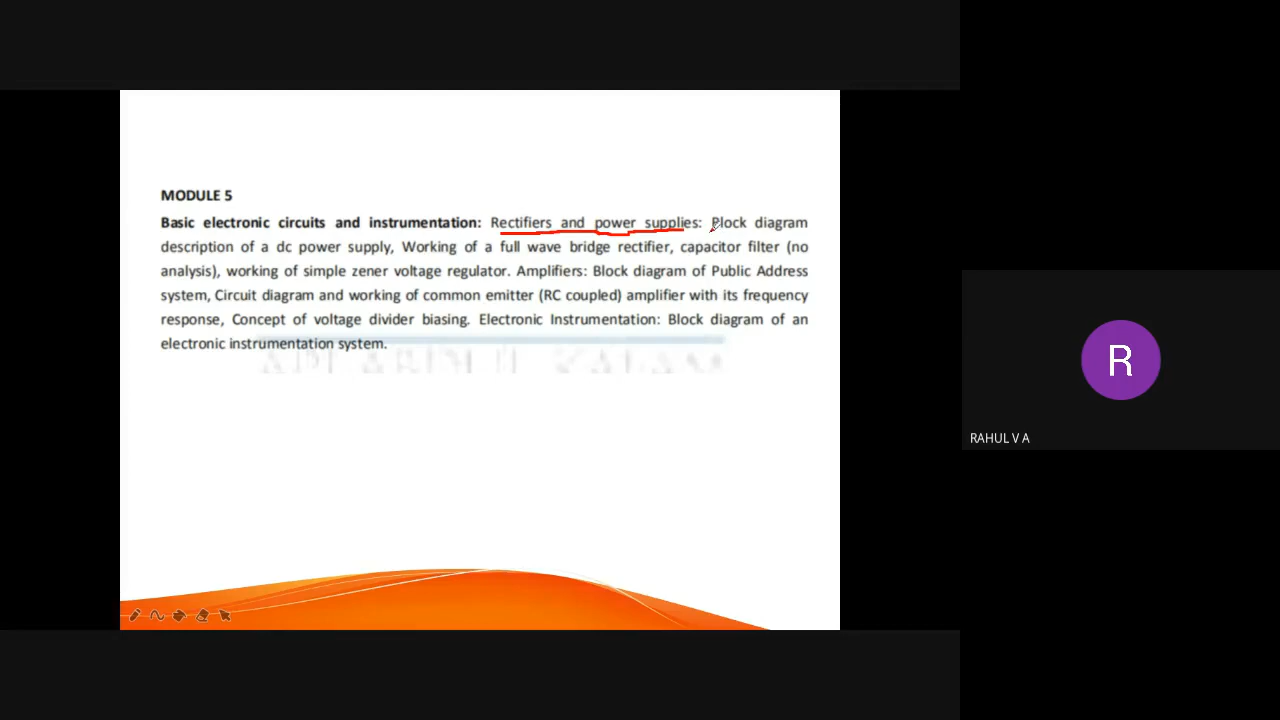 MODULE 5
Basic electronic circuits and instrumentation: Rectifiers and power supplies: Block diagram
description of a dc power supply, Working of a full wave bridge rectifier, capacitor filter (no
analysis), working of simple zener voltage regulator. Amplifiers: Block diagram of Public Address
system, Circuit diagram and working of common emitter (RC coupled) amplifier with its frequency
response, Concept of voltage divider biasing. Electronic Instrumentation: Block diagram of an
electronic instrumentation system.
R
RAHUL V A